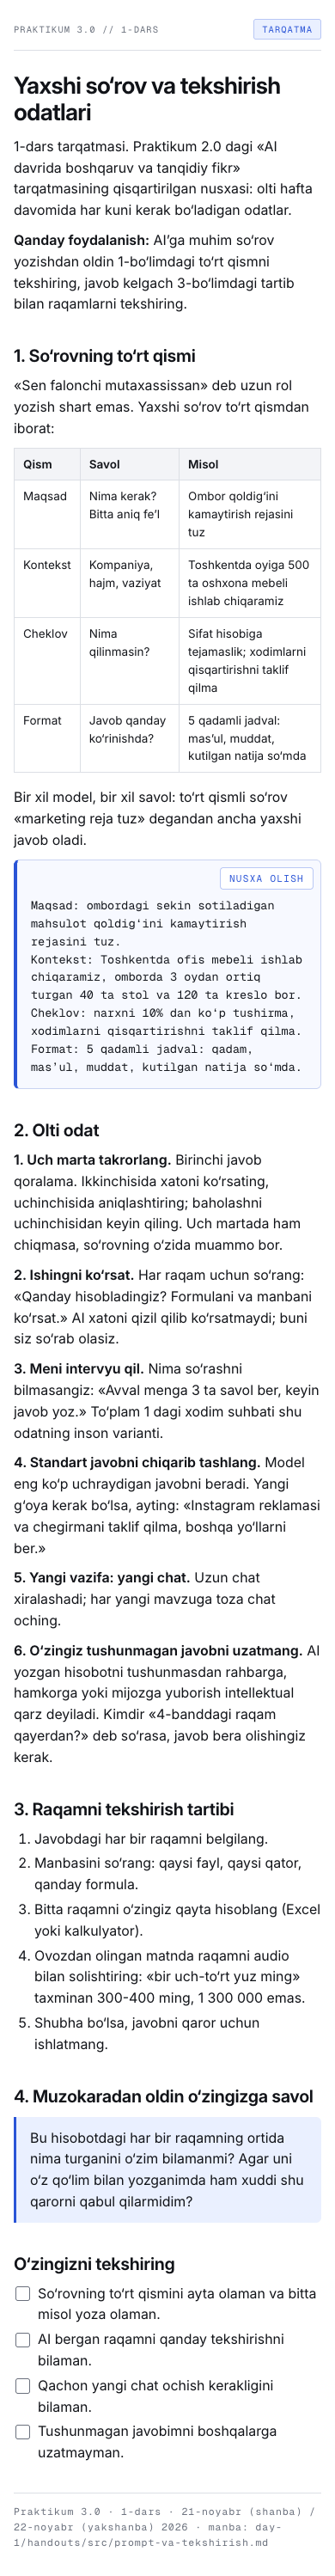 PRAKTIKUM 3.0 // 1-DARS
TARQATMA
Yaxshi so‘rov va tekshirish
odatlari
1-dars tarqatmasi. Praktikum 2.0 dagi «AI
davrida boshqaruv va tanqidiy fikr»
tarqatmasining qisqartirilgan nusxasi: olti hafta
davomida har kuni kerak bo‘ladigan odatlar.
Qanday foydalanish: AI’ga muhim so‘rov
yozishdan oldin 1-bo‘limdagi to‘rt qismni
tekshiring, javob kelgach 3-bo‘limdagi tartib
bilan raqamlarni tekshiring.
1. So‘rovning to‘rt qismi
«Sen falonchi mutaxassissan» deb uzun rol
yozish shart emas. Yaxshi so‘rov to‘rt qismdan
iborat:
Qism Savol Misol
Maqsad Nima kerak? Ombor qoldig‘ini
Bitta aniq fe’l kamaytirish rejasini
tuz
Kontekst Kompaniya, Toshkentda oyiga 500
hajm, vaziyat ta oshxona mebeli
ishlab chiqaramiz
Cheklov Nima Sifat hisobiga
qilinmasin? tejamaslik; xodimlarni
qisqartirishni taklif
qilma
Format Javob qanday 5 qadamli jadval:
ko‘rinishda? mas’ul, muddat,
kutilgan natija so‘mda
Bir xil model, bir xil savol: to‘rt qismli so‘rov
«marketing reja tuz» degandan ancha yaxshi
javob oladi.
NUSXA OLISH
Maqsad: ombordagi sekin sotiladigan
mahsulot qoldig‘ini kamaytirish
rejasini tuz.
Kontekst: Toshkentda ofis mebeli ishlab
chiqaramiz, omborda 3 oydan ortiq
turgan 40 ta stol va 120 ta kreslo bor.
Cheklov: narxni 10% dan ko‘p tushirma,
xodimlarni qisqartirishni taklif qilma.
Format: 5 qadamli jadval: qadam,
mas’ul, muddat, kutilgan natija so‘mda.
2. Olti odat
1. Uch marta takrorlang. Birinchi javob
qoralama. Ikkinchisida xatoni ko‘rsating,
uchinchisida aniqlashtiring; baholashni
uchinchisidan keyin qiling. Uch martada ham
chiqmasa, so‘rovning o‘zida muammo bor.
2. Ishingni ko‘rsat. Har raqam uchun so‘rang:
«Qanday hisobladingiz? Formulani va manbani
ko‘rsat.» AI xatoni qizil qilib ko‘rsatmaydi; buni
siz so‘rab olasiz.
3. Meni intervyu qil. Nima so‘rashni
bilmasangiz: «Avval menga 3 ta savol ber, keyin
javob yoz.» To‘plam 1 dagi xodim suhbati shu
odatning inson varianti.
4. Standart javobni chiqarib tashlang. Model
eng ko‘p uchraydigan javobni beradi. Yangi
g‘oya kerak bo‘lsa, ayting: «Instagram reklamasi
va chegirmani taklif qilma, boshqa yo‘llarni
ber.»
5. Yangi vazifa: yangi chat. Uzun chat
xiralashadi; har yangi mavzuga toza chat
oching.
6. O‘zingiz tushunmagan javobni uzatmang. AI
yozgan hisobotni tushunmasdan rahbarga,
hamkorga yoki mijozga yuborish intellektual
qarz deyiladi. Kimdir «4-banddagi raqam
qayerdan?» deb so‘rasa, javob bera olishingiz
kerak.
3. Raqamni tekshirish tartibi
1. Javobdagi har bir raqamni belgilang.
2. Manbasini so‘rang: qaysi fayl, qaysi qator,
qanday formula.
3. Bitta raqamni o‘zingiz qayta hisoblang (Excel
yoki kalkulyator).
4. Ovozdan olingan matnda raqamni audio
bilan solishtiring: «bir uch-to‘rt yuz ming»
taxminan 300-400 ming, 1 300 000 emas.
5. Shubha bo‘lsa, javobni qaror uchun
ishlatmang.
4. Muzokaradan oldin o‘zingizga savol
Bu hisobotdagi har bir raqamning ortida
nima turganini o‘zim bilamanmi? Agar uni
o‘z qo‘lim bilan yozganimda ham xuddi shu
qarorni qabul qilarmidim?
O‘zingizni tekshiring
So‘rovning to‘rt qismini ayta olaman va bitta
misol yoza olaman.
AI bergan raqamni qanday tekshirishni
bilaman.
Qachon yangi chat ochish kerakligini
bilaman.
Tushunmagan javobimni boshqalarga
uzatmayman.
Praktikum 3.0 · 1-dars · 21-noyabr (shanba) /
22-noyabr (yakshanba) 2026 · manba: day-
1/handouts/src/prompt-va-tekshirish.md